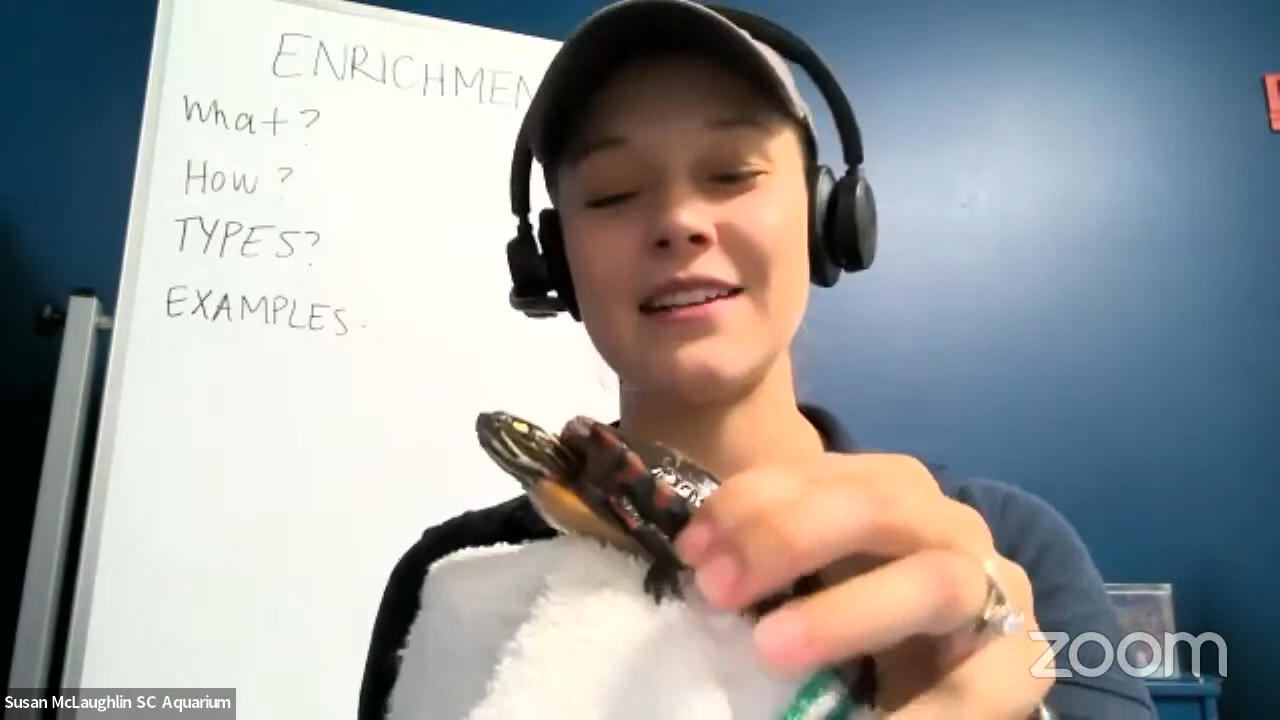 ENRICHMEN
What?
How?
TYPES?
EXAMPLES.
zoom
Susan McLaughlin SC Aquarium